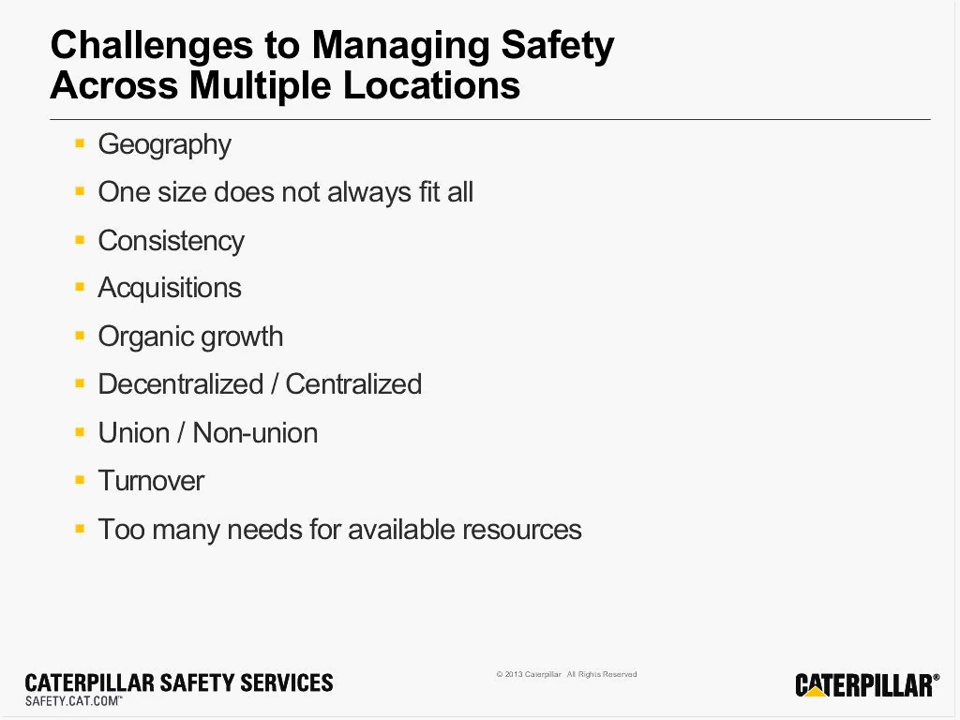 Challenges to Managing Safety
Across Multiple Locations
Geography
One size does not always fit all
Consistency
Acquisitions
Organic growth
Decentralized / Centralized
Union / Non-union
Turnover
Too many needs for available resources
CATERPILLAR SAFETY SERVICES
SAFETY.CAT.COM™
© 2013 Caterpillar All Rights Reserved
CATERPILLAR®